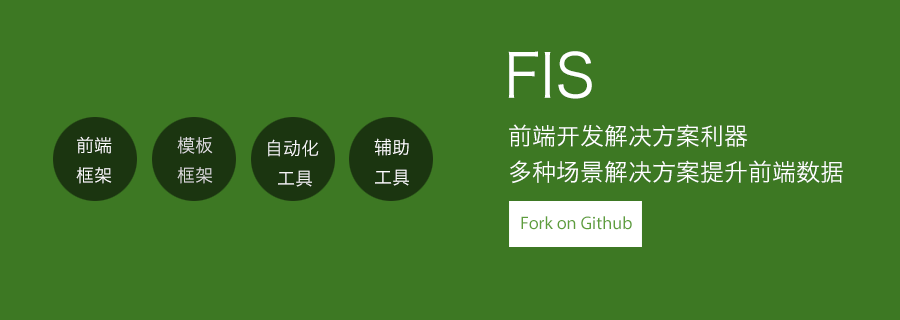 前端
框架
模板
框架
自动化
工具
辅助
工具
FIS
前端开发解决方案利器
多种场景解决方案提升前端数据
Fork on Github